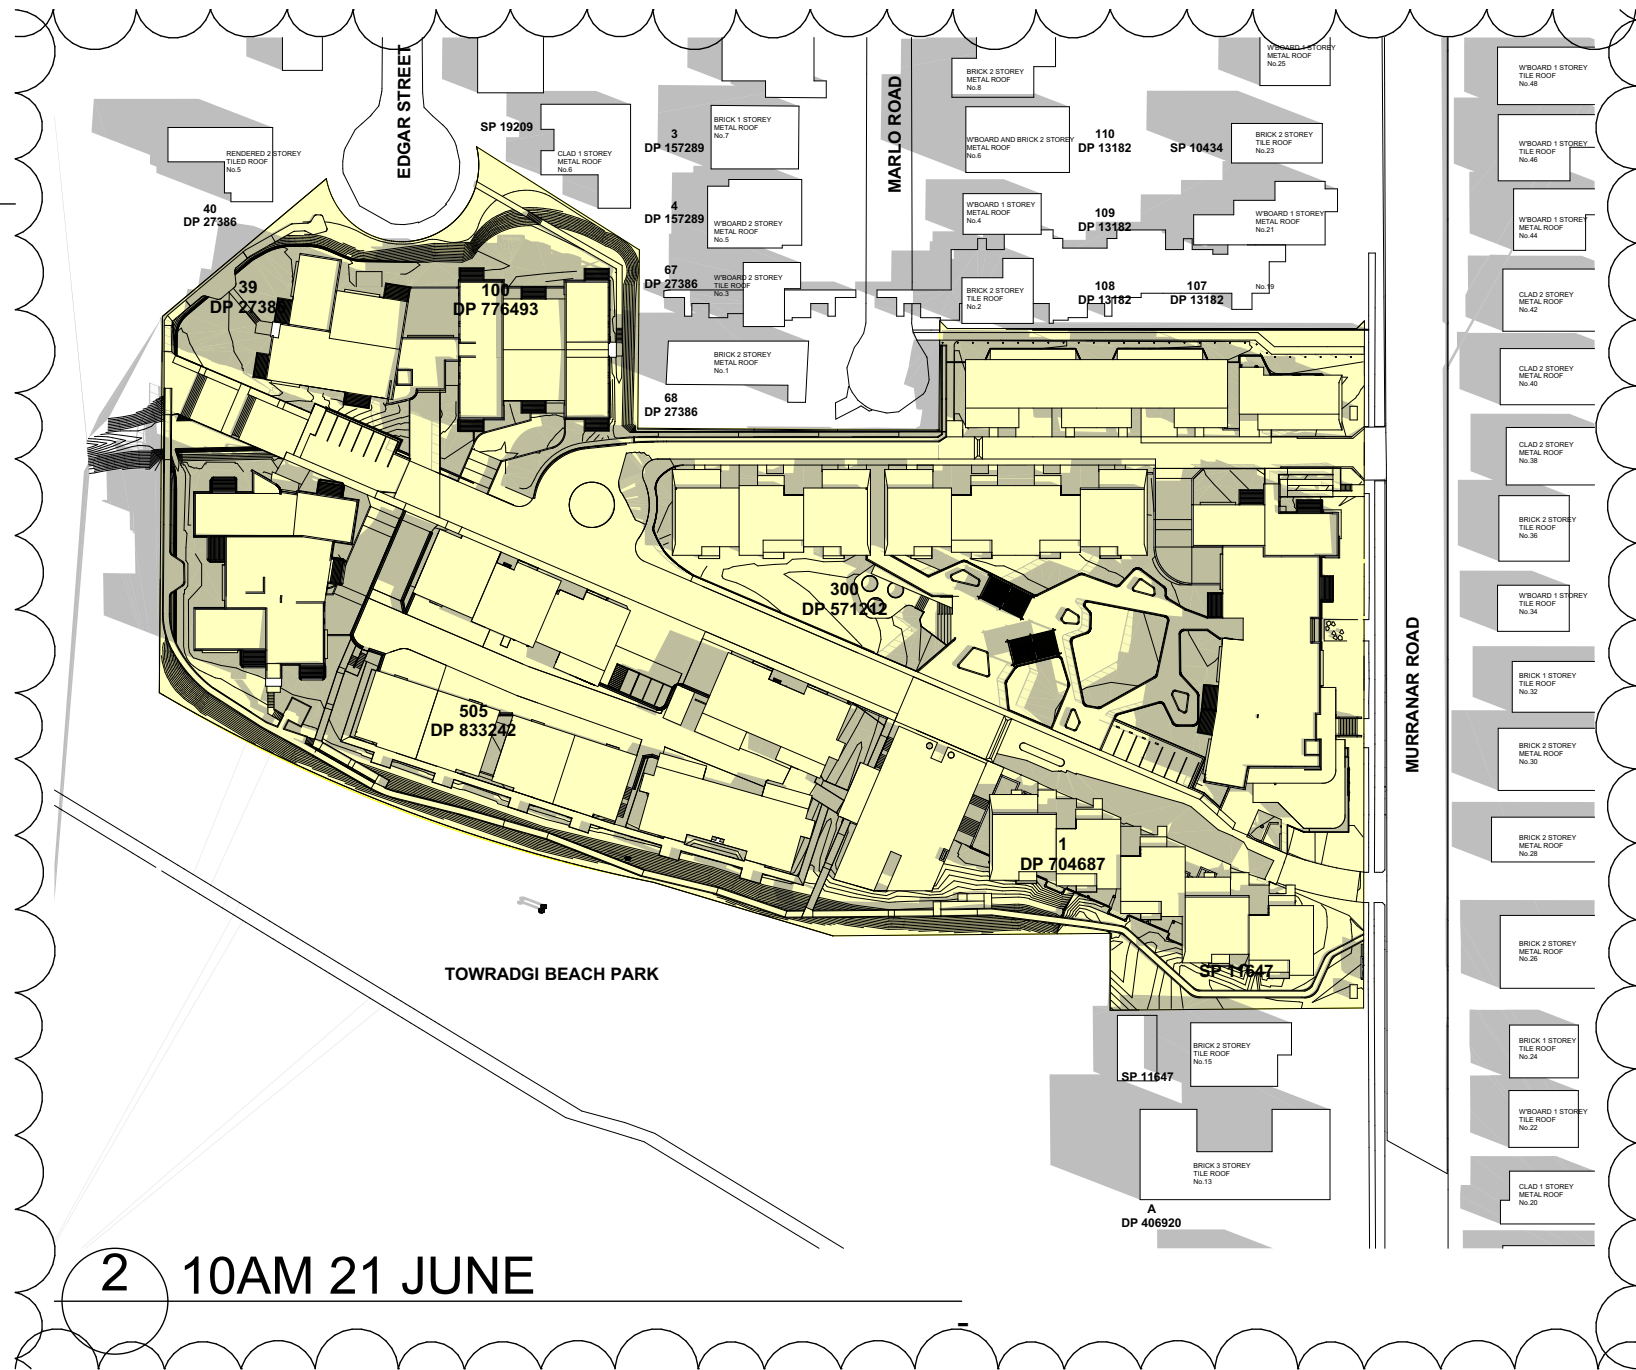 EDGAR STREET
MARLO ROAD
MURRANAR ROAD
RENDERED 2 STOREY
TILED ROOF
No.5
40
DP 27386
SP 19209
CLAD 1 STOREY
METAL ROOF
No.6
3
DP 157289
BRICK 1 STOREY
METAL ROOF
No.7
4
DP 157289
W'BOARD 2 STOREY
METAL ROOF
No.5
67
DP 27386
W'BOARD 2 STOREY
TILE ROOF
No.3
BRICK 2 STOREY
METAL ROOF
No.1
68
DP 27386
BRICK 2 STOREY
METAL ROOF
No.8
W'BOARD AND BRICK 2 STOREY
METAL ROOF
No.6
W'BOARD 1 STOREY
METAL ROOF
No.4
BRICK 2 STOREY
TILE ROOF
No.2
110
DP 13182
109
DP 13182
108
DP 13182
107
DP 13182
SP 10434
W'BOARD 1 STOREY
METAL ROOF
No.25
BRICK 2 STOREY
TILE ROOF
No.23
W'BOARD 1 STOREY
METAL ROOF
No.21
No.19
W'BOARD 1 STOREY
TILE ROOF
No.48
W'BOARD 1 STOREY
TILE ROOF
No.46
W'BOARD 1 STOREY
TILE ROOF
No.44
CLAD 2 STOREY
METAL ROOF
No.42
CLAD 2 STOREY
METAL ROOF
No.40
CLAD 2 STOREY
METAL ROOF
No.38
BRICK 2 STOREY
TILE ROOF
No.36
W'BOARD 1 STOREY
TILE ROOF
No.34
BRICK 1 STOREY
METAL ROOF
No.32
BRICK 2 STOREY
METAL ROOF
No.30
BRICK 2 STOREY
METAL ROOF
No.28
BRICK 2 STOREY
METAL ROOF
No.26
BRICK 1 STOREY
TILE ROOF
No.24
W'BOARD 1 STOREY
TILE ROOF
No.22
CLAD 1 STOREY
METAL ROOF
No.20
39
DP 27386
100
DP 776493
300
DP 571212
505
DP 833242
1
DP 704687
SP 11647
TOWRADGI BEACH PARK
BRICK 2 STOREY
TILE ROOF
No.15
SP 11647
BRICK 3 STOREY
TILE ROOF
No.13
A
DP 406920
2
10AM 21 JUNE
-